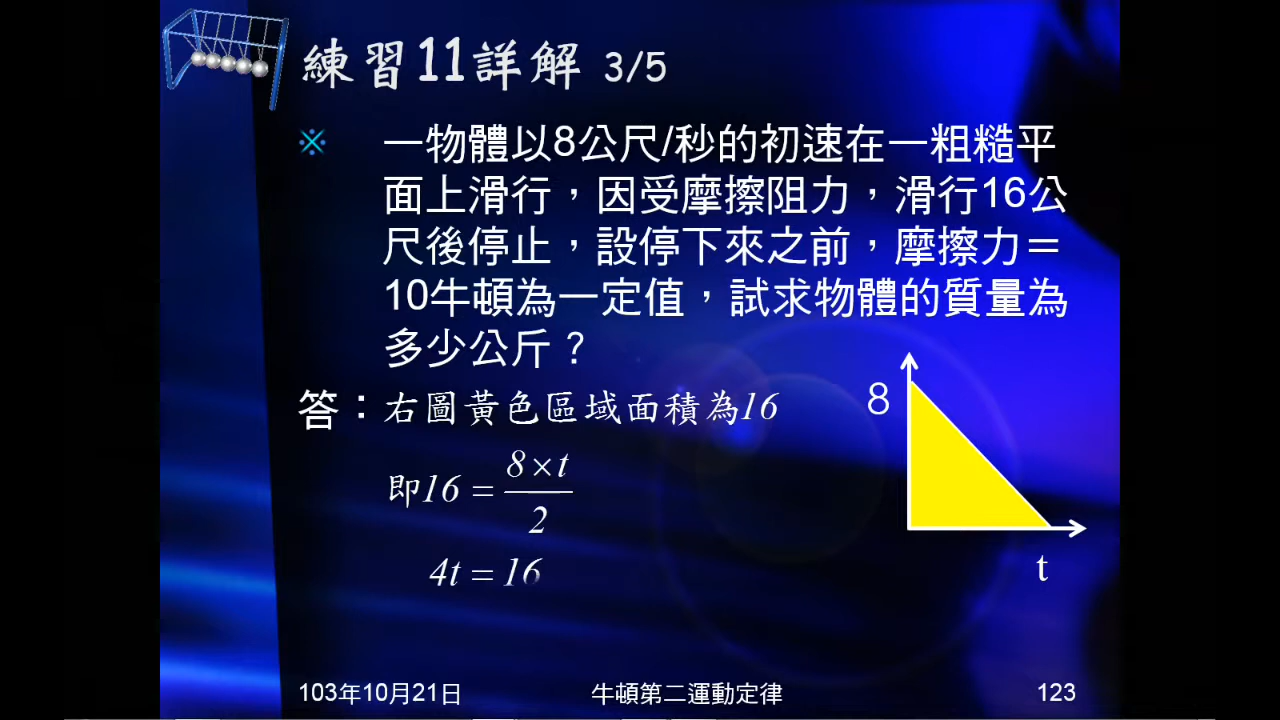 練習11詳解 3/5
※ 一物體以8公尺/秒的初速在一粗糙平
面上滑行，因受摩擦阻力，滑行16公
尺後停止，設停下來之前，摩擦力＝
10牛頓為一定值，試求物體的質量為
多少公斤？
答：右圖黃色區域面積為16
即16 = 8×t / 2
4t = 16
8
t
103年10月21日 牛頓第二運動定律 123